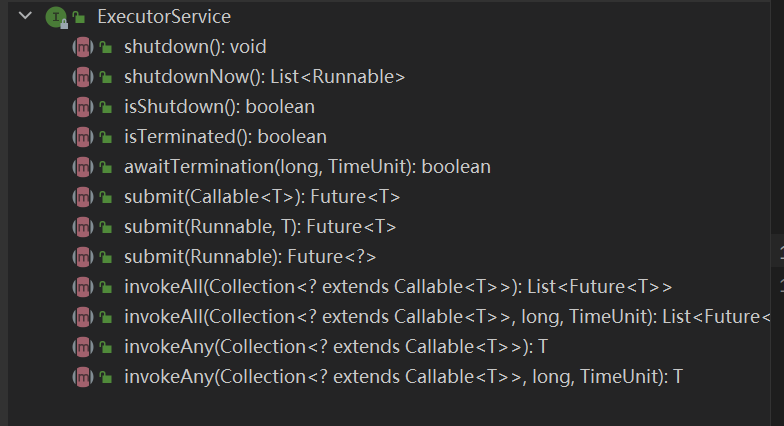 ExecutorService
shutdown(): void
shutdownNow(): List<Runnable>
isShutdown(): boolean
isTerminated(): boolean
awaitTermination(long, TimeUnit): boolean
submit(Callable<T>): Future<T>
submit(Runnable, T): Future<T>
submit(Runnable): Future<?>
invokeAll(Collection<? extends Callable<T>>): List<Future<T>>
invokeAll(Collection<? extends Callable<T>>, long, TimeUnit): List<Future<
invokeAny(Collection<? extends Callable<T>>): T
invokeAny(Collection<? extends Callable<T>>, long, TimeUnit): T